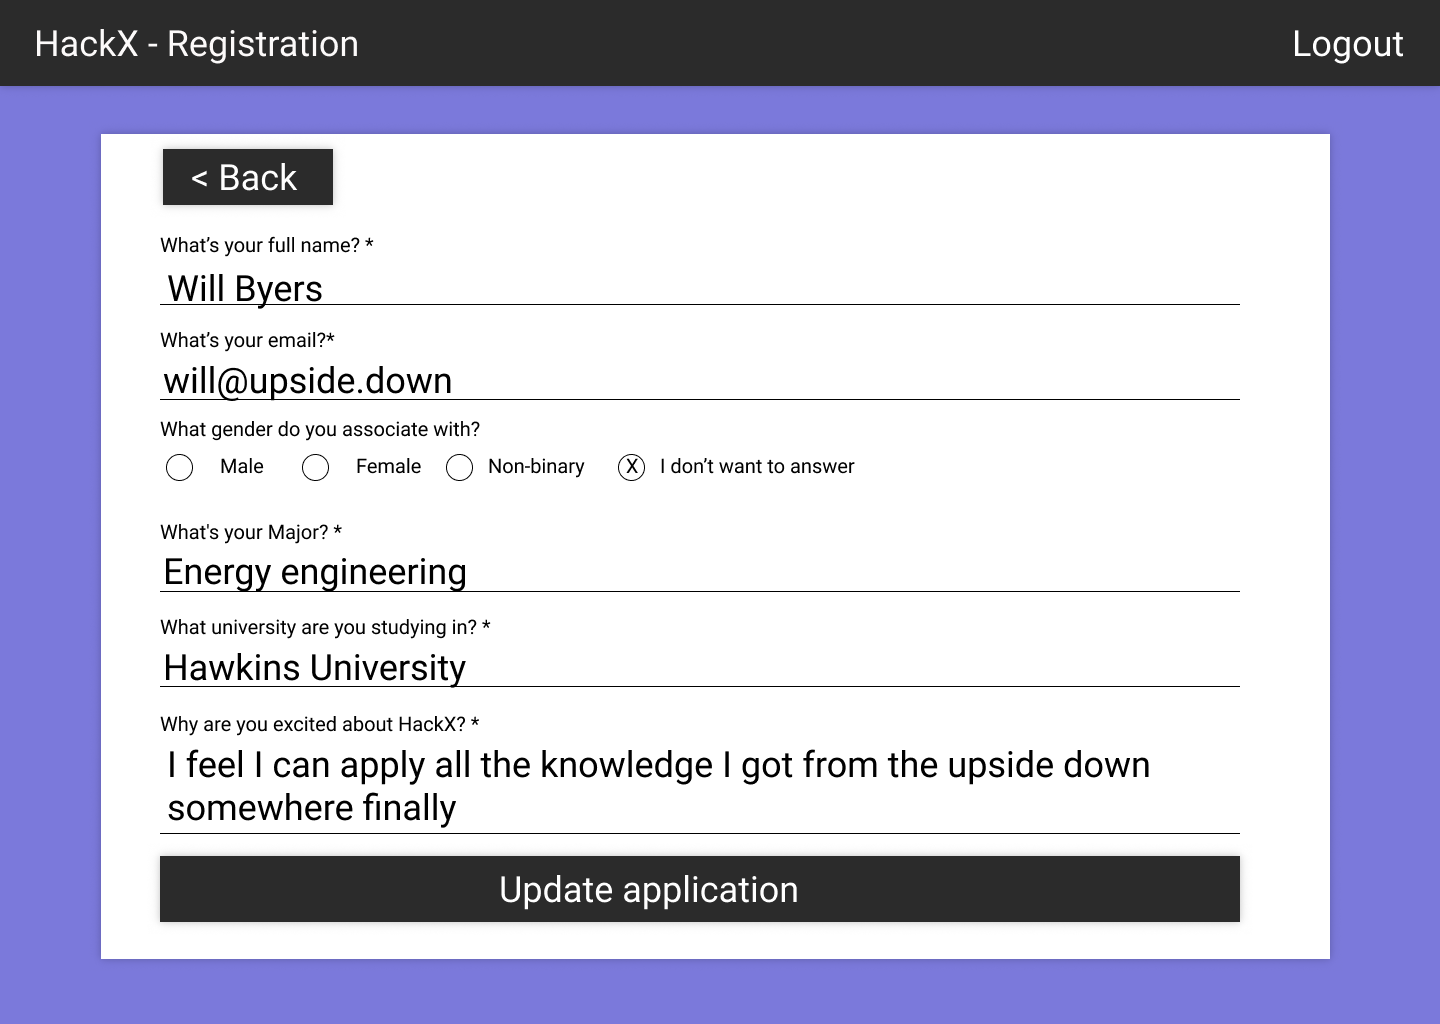 HackX - Registration
Logout
< Back
What’s your full name? *
Will Byers
What’s your email?*
will@upside.down
What gender do you associate with?
Male Female Non-binary X I don’t want to answer
What's your Major? *
Energy engineering
What university are you studying in? *
Hawkins University
Why are you excited about HackX? *
I feel I can apply all the knowledge I got from the upside down
somewhere finally
Update application